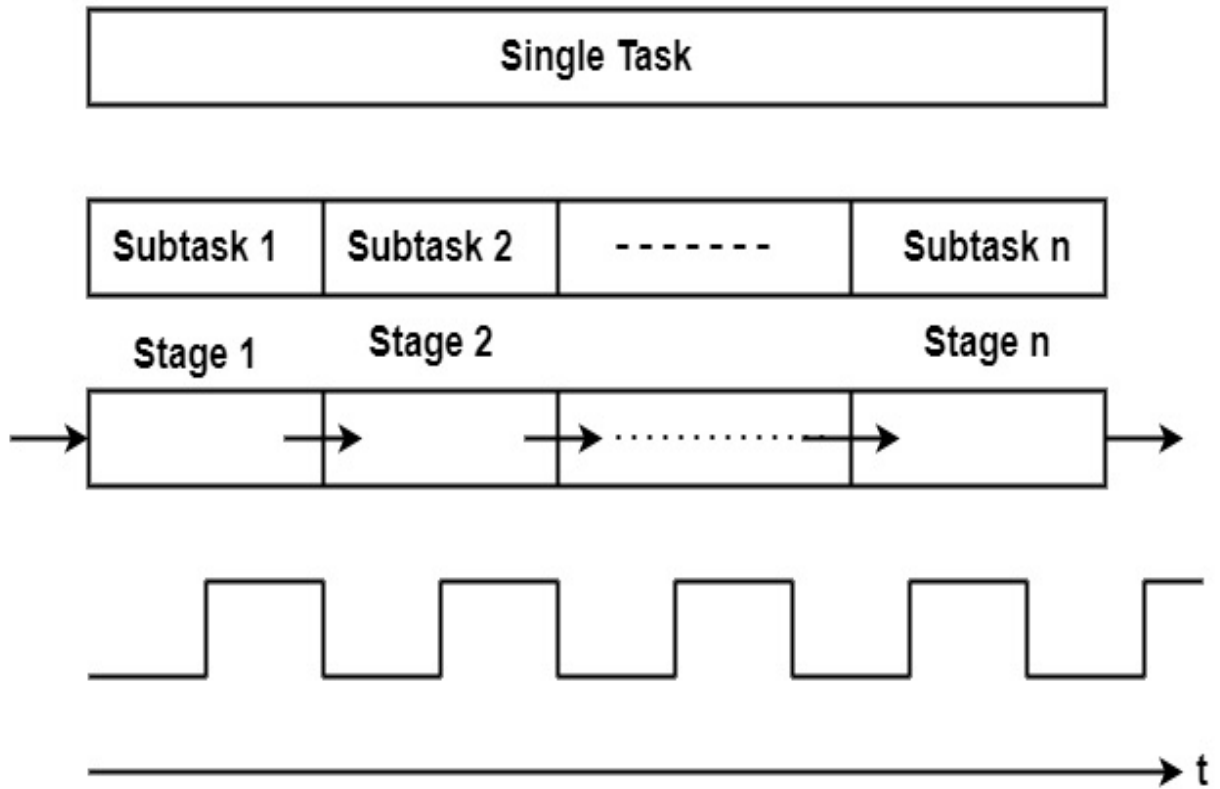 Single Task
Subtask 1 Subtask 2 ------- Subtask n
Stage 1 Stage 2 Stage n
t